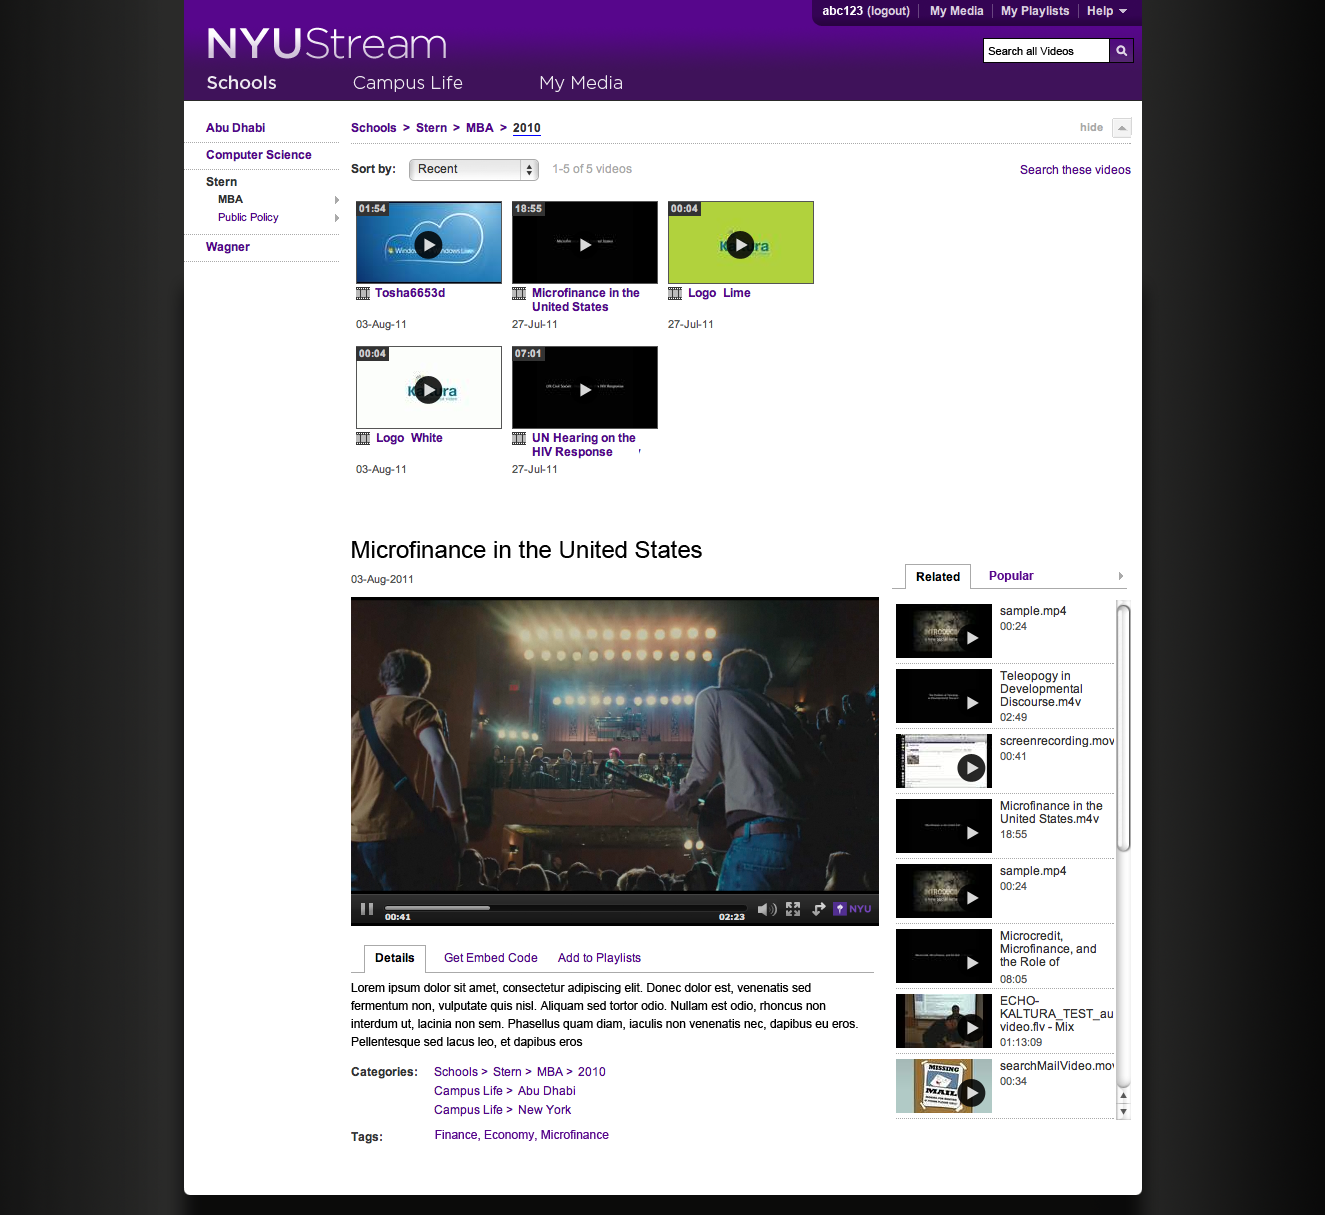 abc123 (logout) My Media My Playlists Help
NYUStream
Search all Videos
Schools Campus Life My Media
Abu Dhabi
Computer Science
Stern
MBA
Public Policy
Wagner
Schools > Stern > MBA > 2010
hide
Sort by: Recent 1-5 of 5 videos
Search these videos
01:54
Tosha6653d
03-Aug-11
18:55
Microfinance in the
United States
27-Jul-11
00:04
Logo Lime
27-Jul-11
00:04
Logo White
03-Aug-11
07:01
UN Hearing on the
HIV Response
27-Jul-11
Microfinance in the United States
03-Aug-2011
00:41
02:23
NYU
Details Get Embed Code Add to Playlists
Lorem ipsum dolor sit amet, consectetur adipiscing elit. Donec dolor est, venenatis sed
fermentum non, vulputate quis nisl. Aliquam sed tortor odio. Nullam est odio, rhoncus non
interdum ut, lacinia non sem. Phasellus quam diam, iaculis non venenatis nec, dapibus eu eros.
Pellentesque sed lacus leo, et dapibus eros
Categories: Schools > Stern > MBA > 2010
Campus Life > Abu Dhabi
Campus Life > New York
Tags: Finance, Economy, Microfinance
Related Popular
sample.mp4
00:24
Teleopogy in
Developmental
Discourse.m4v
02:49
screenrecording.mov
00:41
Microfinance in the
United States.m4v
18:55
sample.mp4
00:24
Microcredit,
Microfinance, and
the Role of
08:05
ECHO-
KALTURA_TEST_au
video.flv - Mix
01:13:09
MISSING
MAIL
searchMailVideo.mov
00:34